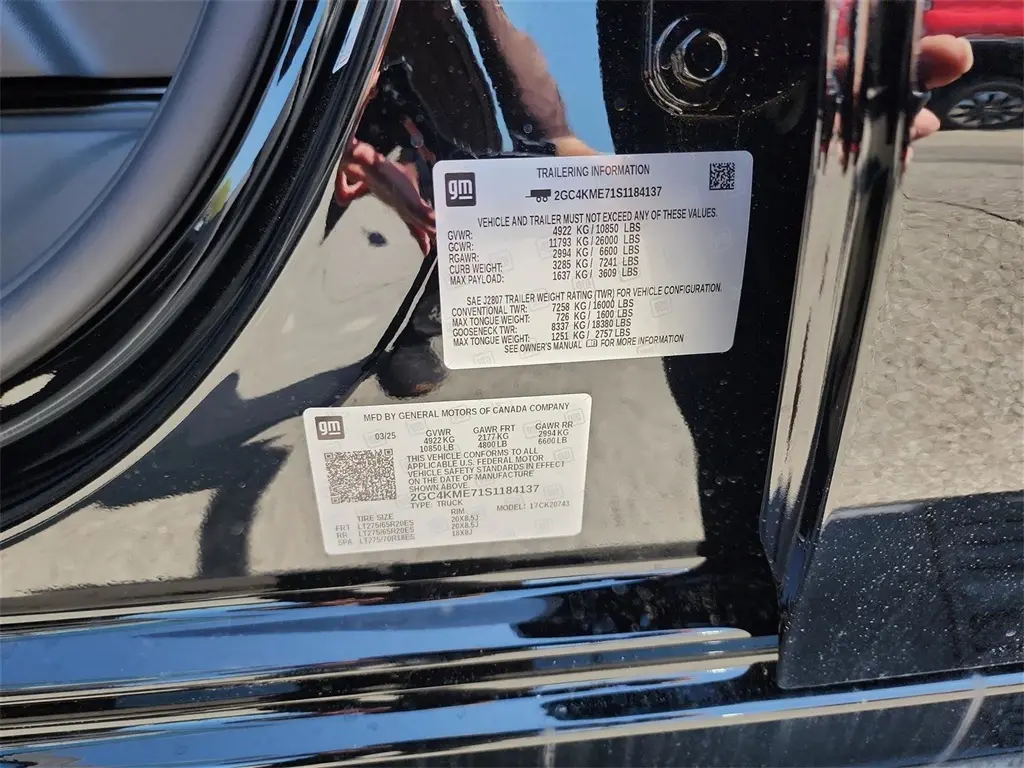 gm
TRAILERING INFORMATION
2GC4KME71S1184137
VEHICLE AND TRAILER MUST NOT EXCEED ANY OF THESE VALUES.
GVWR: 4922 KG / 10850 LBS
GCWR: 11793 KG / 26000 LBS
RGAWR: 2994 KG / 6600 LBS
CURB WEIGHT: 3285 KG / 7241 LBS
MAX PAYLOAD: 1637 KG / 3609 LBS
SAE J2807 TRAILER WEIGHT RATING (TWR) FOR VEHICLE CONFIGURATION.
CONVENTIONAL TWR: 7258 KG / 16000 LBS
MAX TONGUE WEIGHT: 726 KG / 1600 LBS
GOOSENECK TWR: 8337 KG / 18380 LBS
MAX TONGUE WEIGHT: 1251 KG / 2757 LBS
SEE OWNER'S MANUAL FOR MORE INFORMATION
gm
MFD BY GENERAL MOTORS OF CANADA COMPANY
03/25 GVWR GAWR FRT GAWR RR
4922 KG 2177 KG 2994 KG
10850 LB 4800 LB 6600 LB
THIS VEHICLE CONFORMS TO ALL
APPLICABLE U.S. FEDERAL MOTOR
VEHICLE SAFETY STANDARDS IN EFFECT
ON THE DATE OF MANUFACTURE
SHOWN ABOVE.
2GC4KME71S1184137
TYPE: TRUCK MODEL: 17CK20743
TIRE SIZE RIM
FRT LT275/65R20ES 20X8.5J
RR LT275/65R20ES 20X8.5J
SPA LT275/70R18ES 18X8J